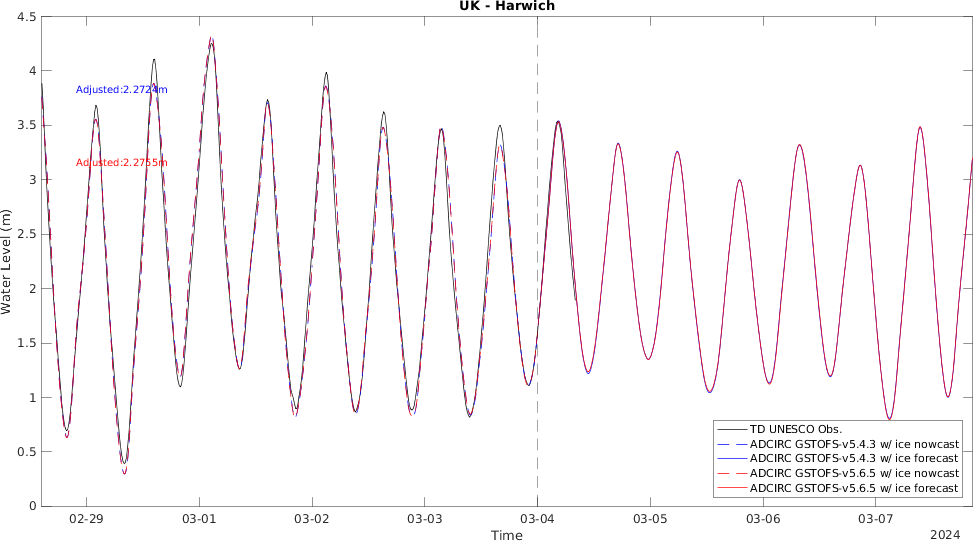 UK - Harwich
4.5
4
3.5
3
2.5
2
1.5
1
0.5
0
Water Level (m)
Adjusted:2.2724m
Adjusted:2.2755m
TD UNESCO Obs.
ADCIRC GSTOFS-v5.4.3 w/ ice nowcast
ADCIRC GSTOFS-v5.4.3 w/ ice forecast
ADCIRC GSTOFS-v5.6.5 w/ ice nowcast
ADCIRC GSTOFS-v5.6.5 w/ ice forecast
02-29 03-01 03-02 03-03 03-04 03-05 03-06 03-07
Time
2024